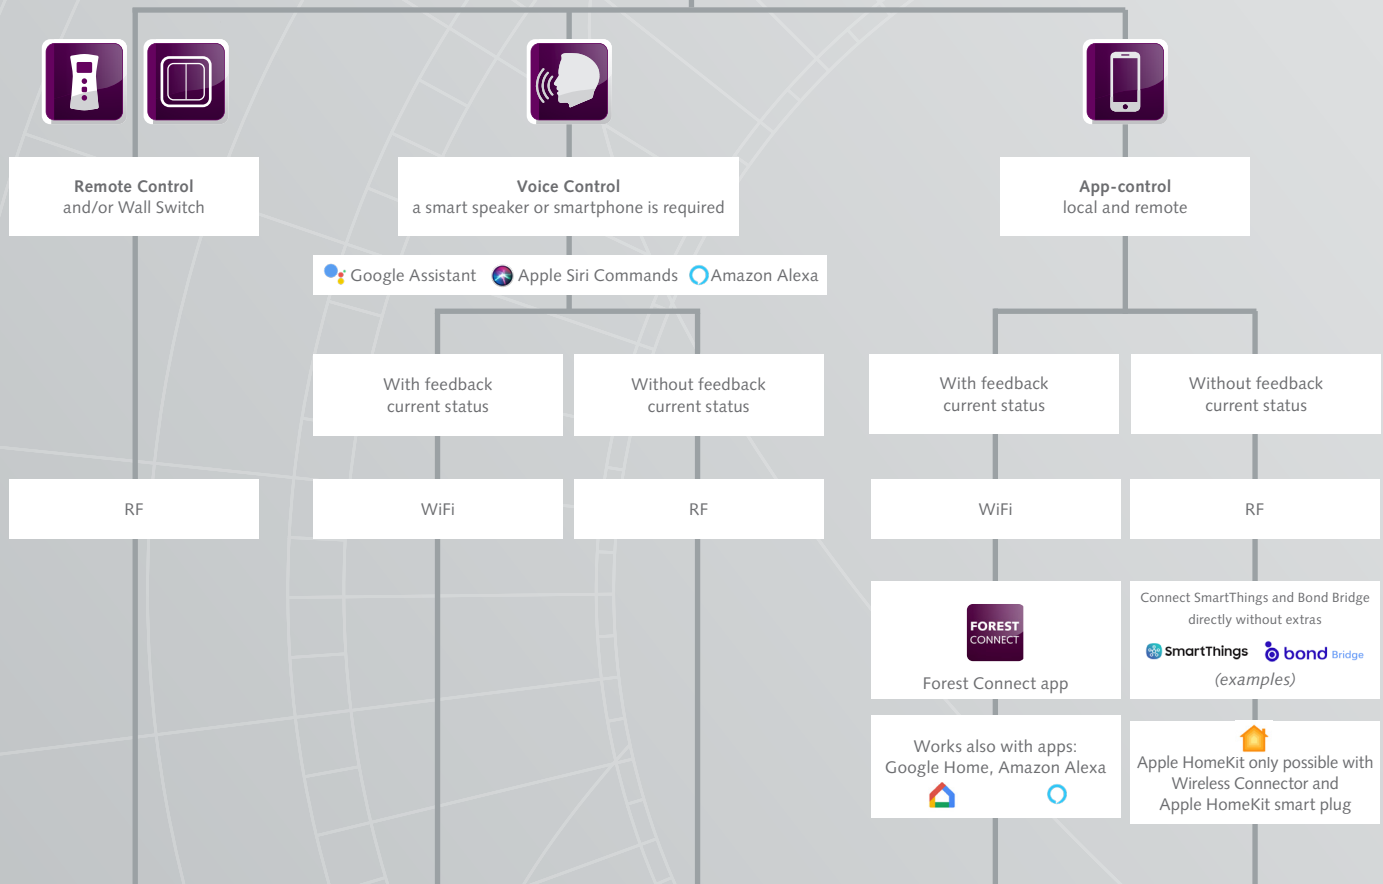 Remote Control
and/or Wall Switch
Voice Control
a smart speaker or smartphone is required
App-control
local and remote
Google Assistant
Apple Siri Commands
Amazon Alexa
With feedback
current status
Without feedback
current status
With feedback
current status
Without feedback
current status
RF
WiFi
RF
WiFi
RF
FOREST
CONNECT
Forest Connect app
Connect SmartThings and Bond Bridge
directly without extras
SmartThings
bond Bridge
(examples)
Works also with apps:
Google Home, Amazon Alexa
Apple HomeKit only possible with
Wireless Connector and
Apple HomeKit smart plug